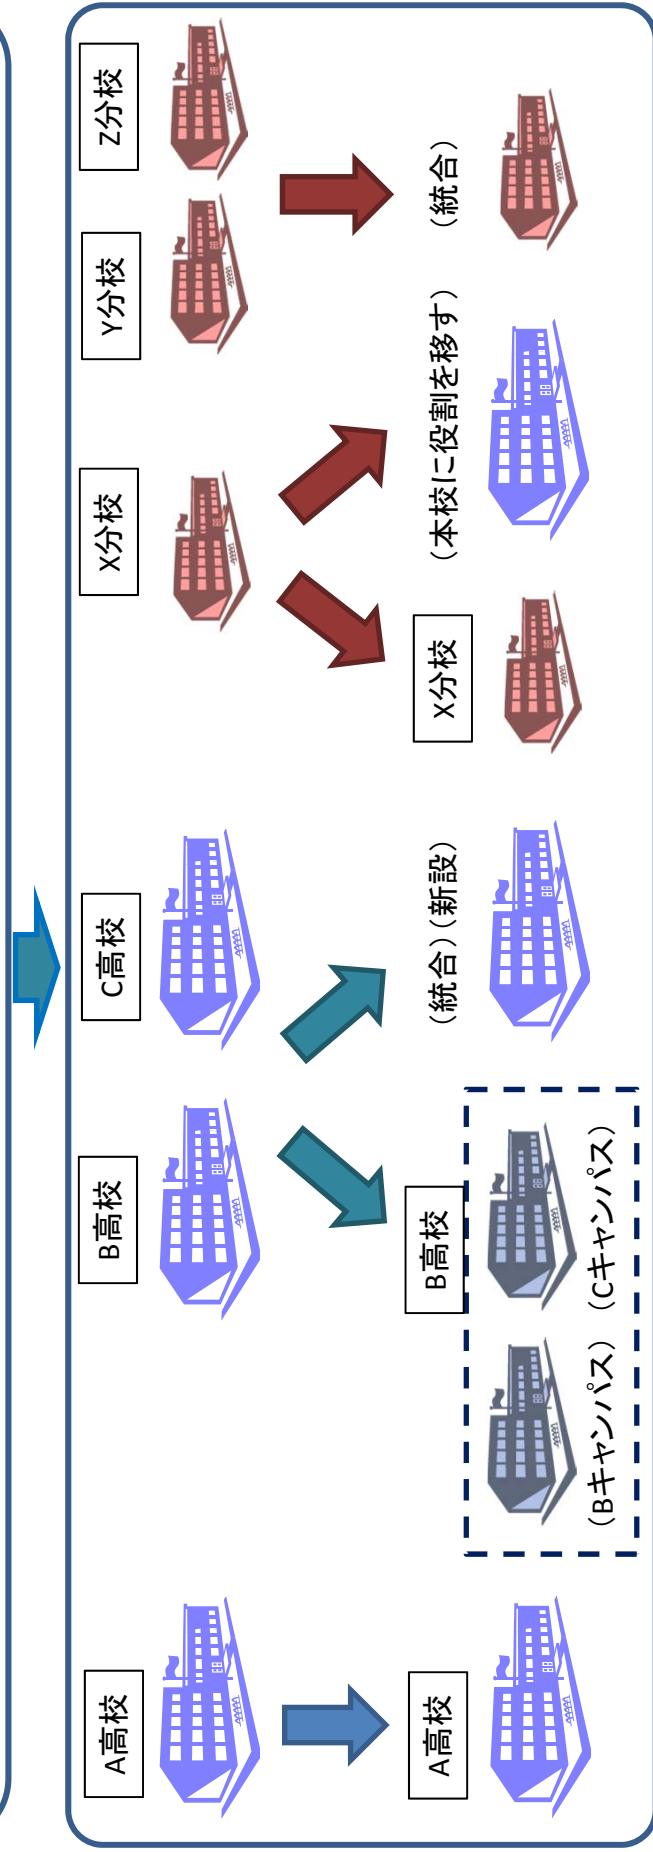 A高校
B高校
C高校
X分校
Y分校
Z分校
A高校
B高校
(統合)(新設)
X分校
(本校に役割を移す)
(統合)
(Bキャンパス)
(Cキャンパス)